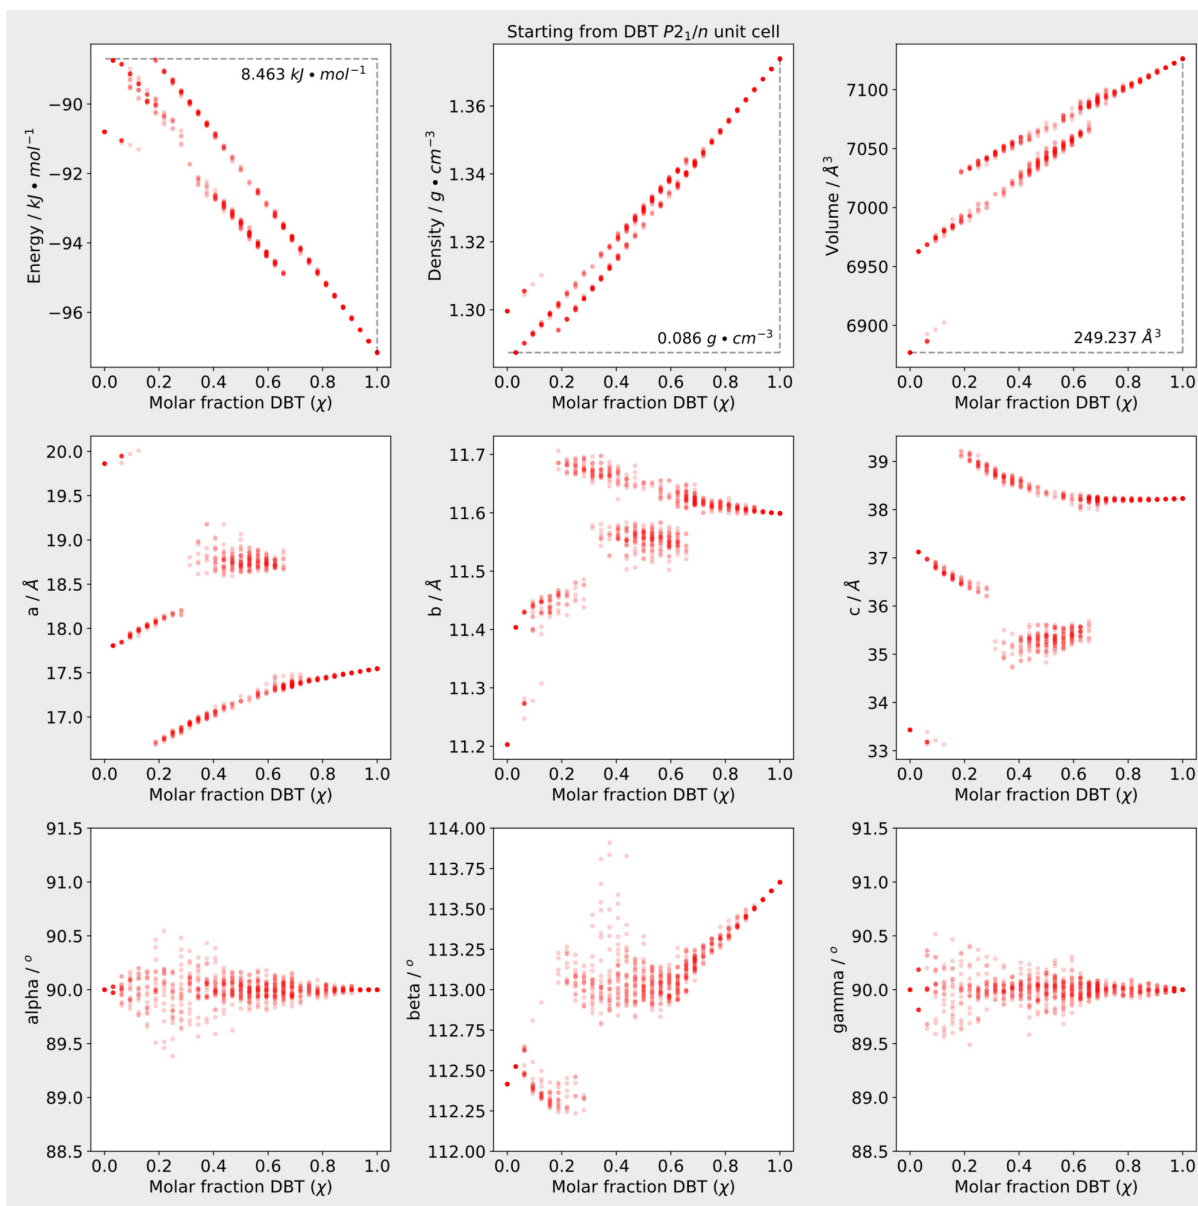 Starting from DBT P2₁/n unit cell
8.463 kJ • mol⁻¹
Energy / kJ • mol⁻¹
−90
−92
−94
−96
0.0 0.2 0.4 0.6 0.8 1.0
Molar fraction DBT (χ)
0.086 g • cm⁻³
Density / g • cm⁻³
1.36
1.34
1.32
1.30
0.0 0.2 0.4 0.6 0.8 1.0
Molar fraction DBT (χ)
249.237 Å³
Volume / Å³
7100
7050
7000
6950
6900
0.0 0.2 0.4 0.6 0.8 1.0
Molar fraction DBT (χ)
a / Å
20.0
19.5
19.0
18.5
18.0
17.5
17.0
0.0 0.2 0.4 0.6 0.8 1.0
Molar fraction DBT (χ)
b / Å
11.7
11.6
11.5
11.4
11.3
11.2
0.0 0.2 0.4 0.6 0.8 1.0
Molar fraction DBT (χ)
c / Å
39
38
37
36
35
34
33
0.0 0.2 0.4 0.6 0.8 1.0
Molar fraction DBT (χ)
alpha / °
91.5
91.0
90.5
90.0
89.5
89.0
88.5
0.0 0.2 0.4 0.6 0.8 1.0
Molar fraction DBT (χ)
beta / °
114.00
113.75
113.50
113.25
113.00
112.75
112.50
112.25
112.00
0.0 0.2 0.4 0.6 0.8 1.0
Molar fraction DBT (χ)
gamma / °
91.5
91.0
90.5
90.0
89.5
89.0
88.5
0.0 0.2 0.4 0.6 0.8 1.0
Molar fraction DBT (χ)